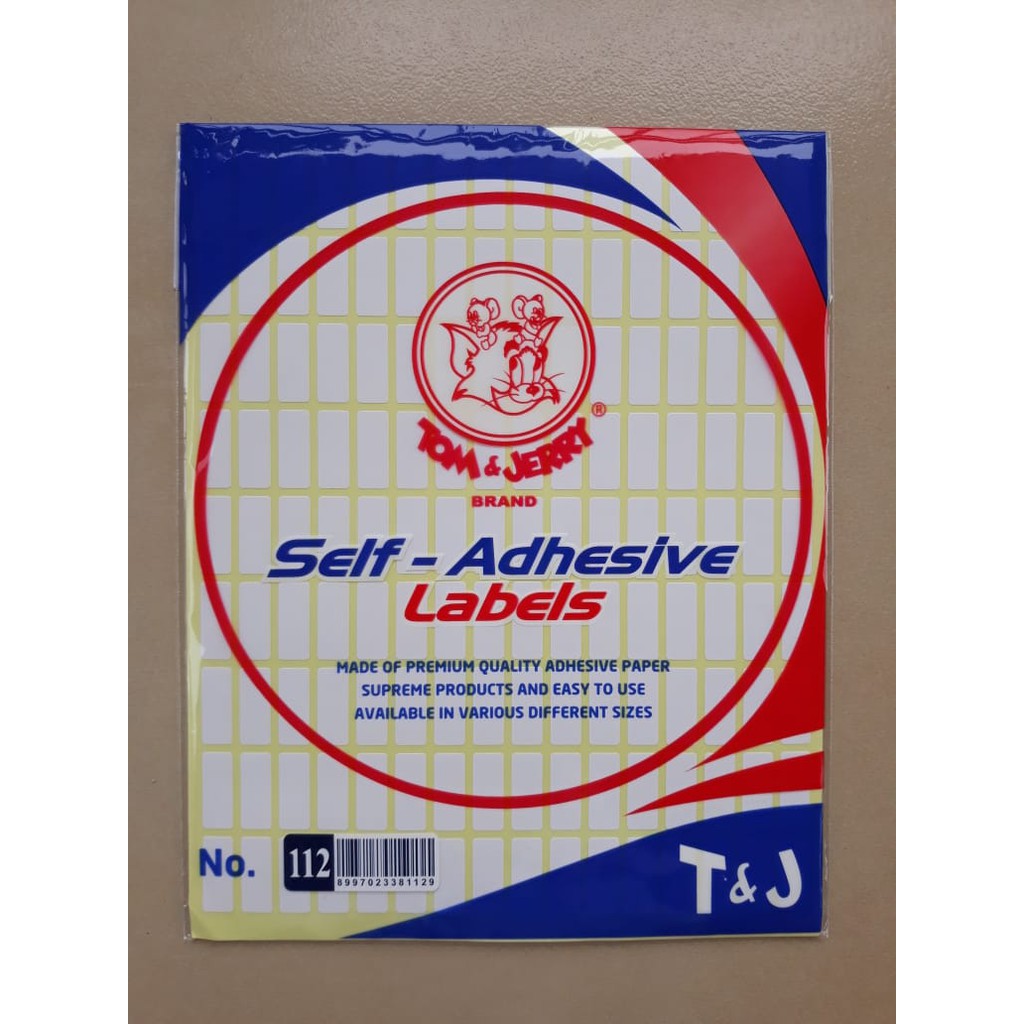 TOM & JERRY ®
BRAND
Self - Adhesive
Labels
MADE OF PREMIUM QUALITY ADHESIVE PAPER
SUPREME PRODUCTS AND EASY TO USE
AVAILABLE IN VARIOUS DIFFERENT SIZES
No. 112
8997023381129
T & J